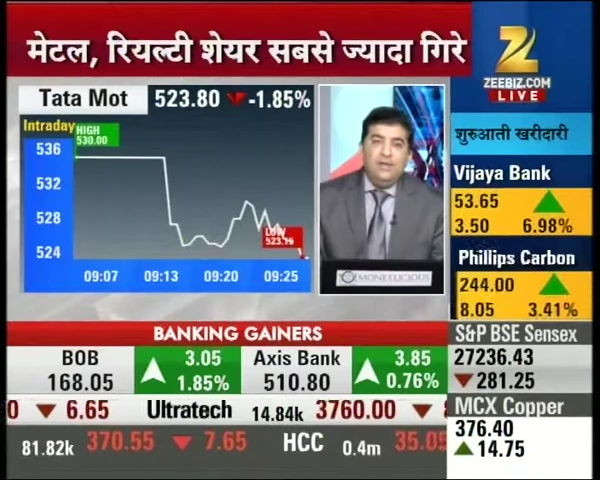 मेटल, रियल्टी शेयर सबसे ज्यादा गिरे
ZEEBIZ.COM
LIVE
Tata Mot 523.80 -1.85%
Intraday
HIGH
530.00
536
532
528
524
LOW
523.15
09:07 09:13 09:20 09:25
MONEYLICIOUS
शुरुआती खरीदारी
Vijaya Bank
53.65
3.50 6.98%
Phillips Carbon
244.00
8.05 3.41%
BANKING GAINERS
BOB 3.05 Axis Bank 3.85
168.05 1.85% 510.80 0.76%
S&P BSE Sensex
27236.43
281.25
MCX Copper
376.40
14.75
0 6.65 Ultratech 14.84k 3760.00
81.82k 370.55 7.65 HCC 0.4m 35.05